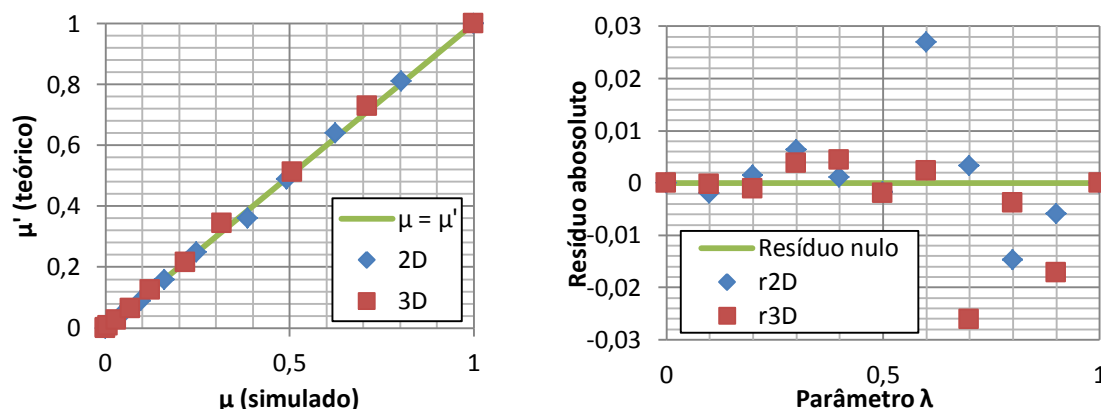 1
0,8
0,6
0,4
0,2
0
μ' (teórico)
μ = μ'
2D
3D
0
0,5
1
μ (simulado)
0,03
0,02
0,01
0
-0,01
-0,02
-0,03
Resíduo abosoluto
0,5
1
Resíduo nulo
r2D
r3D
0
Parâmetro λ